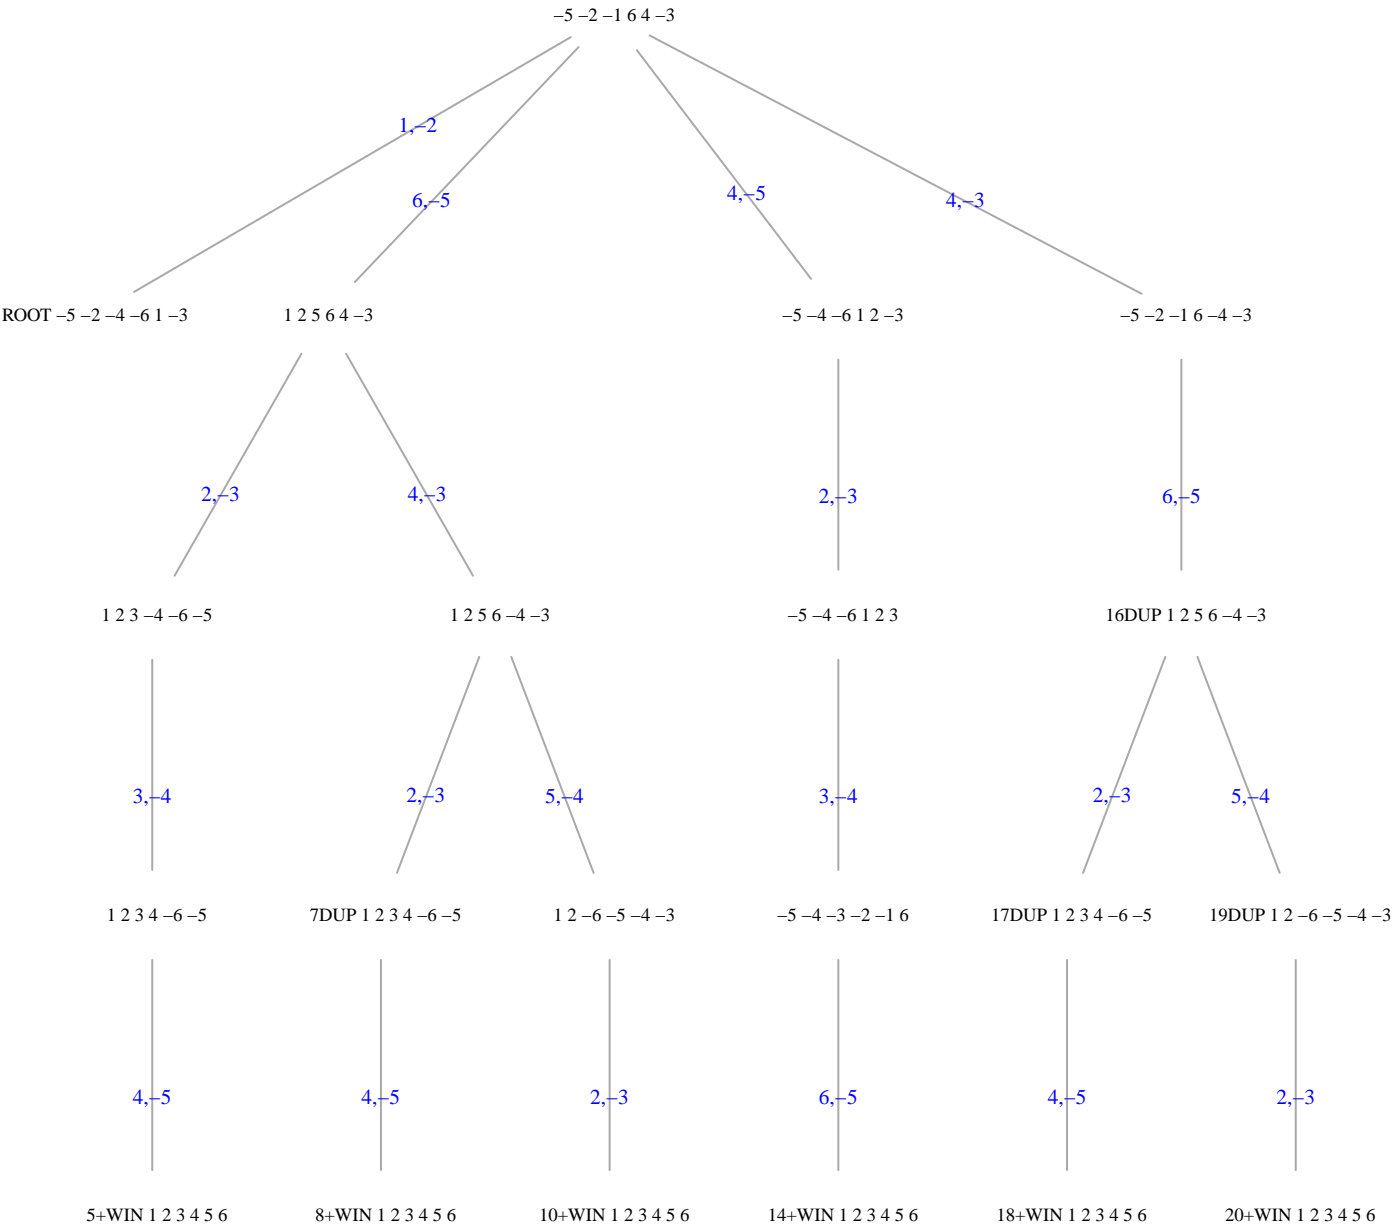 –5 –2 –1 6 4 –3
1,–2
6,–5
4,–5
4,–3
ROOT –5 –2 –4 –6 1 –3
1 2 5 6 4 –3
–5 –4 –6 1 2 –3
–5 –2 –1 6 –4 –3
2,–3
4,–3
2,–3
6,–5
1 2 3 –4 –6 –5
1 2 5 6 –4 –3
–5 –4 –6 1 2 3
16DUP 1 2 5 6 –4 –3
3,–4
2,–3
5,–4
3,–4
2,–3
5,–4
1 2 3 4 –6 –5
7DUP 1 2 3 4 –6 –5
1 2 –6 –5 –4 –3
–5 –4 –3 –2 –1 6
17DUP 1 2 3 4 –6 –5
19DUP 1 2 –6 –5 –4 –3
4,–5
4,–5
2,–3
6,–5
4,–5
2,–3
5+WIN 1 2 3 4 5 6
8+WIN 1 2 3 4 5 6
10+WIN 1 2 3 4 5 6
14+WIN 1 2 3 4 5 6
18+WIN 1 2 3 4 5 6
20+WIN 1 2 3 4 5 6